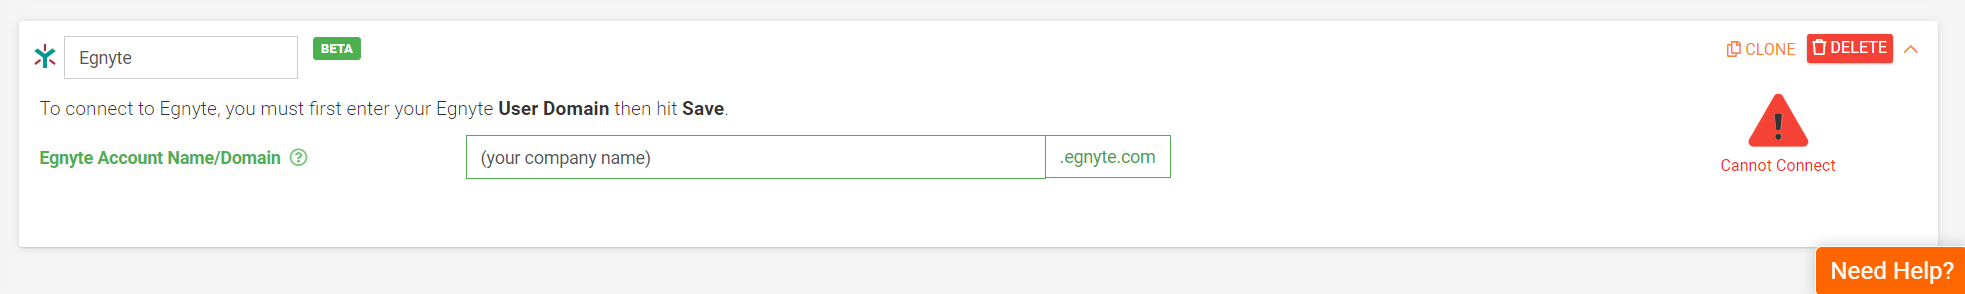 Egnyte BETA CLONE DELETE
To connect to Egnyte, you must first enter your Egnyte User Domain then hit Save.
Egnyte Account Name/Domain (your company name) .egnyte.com
Cannot Connect
Need Help?